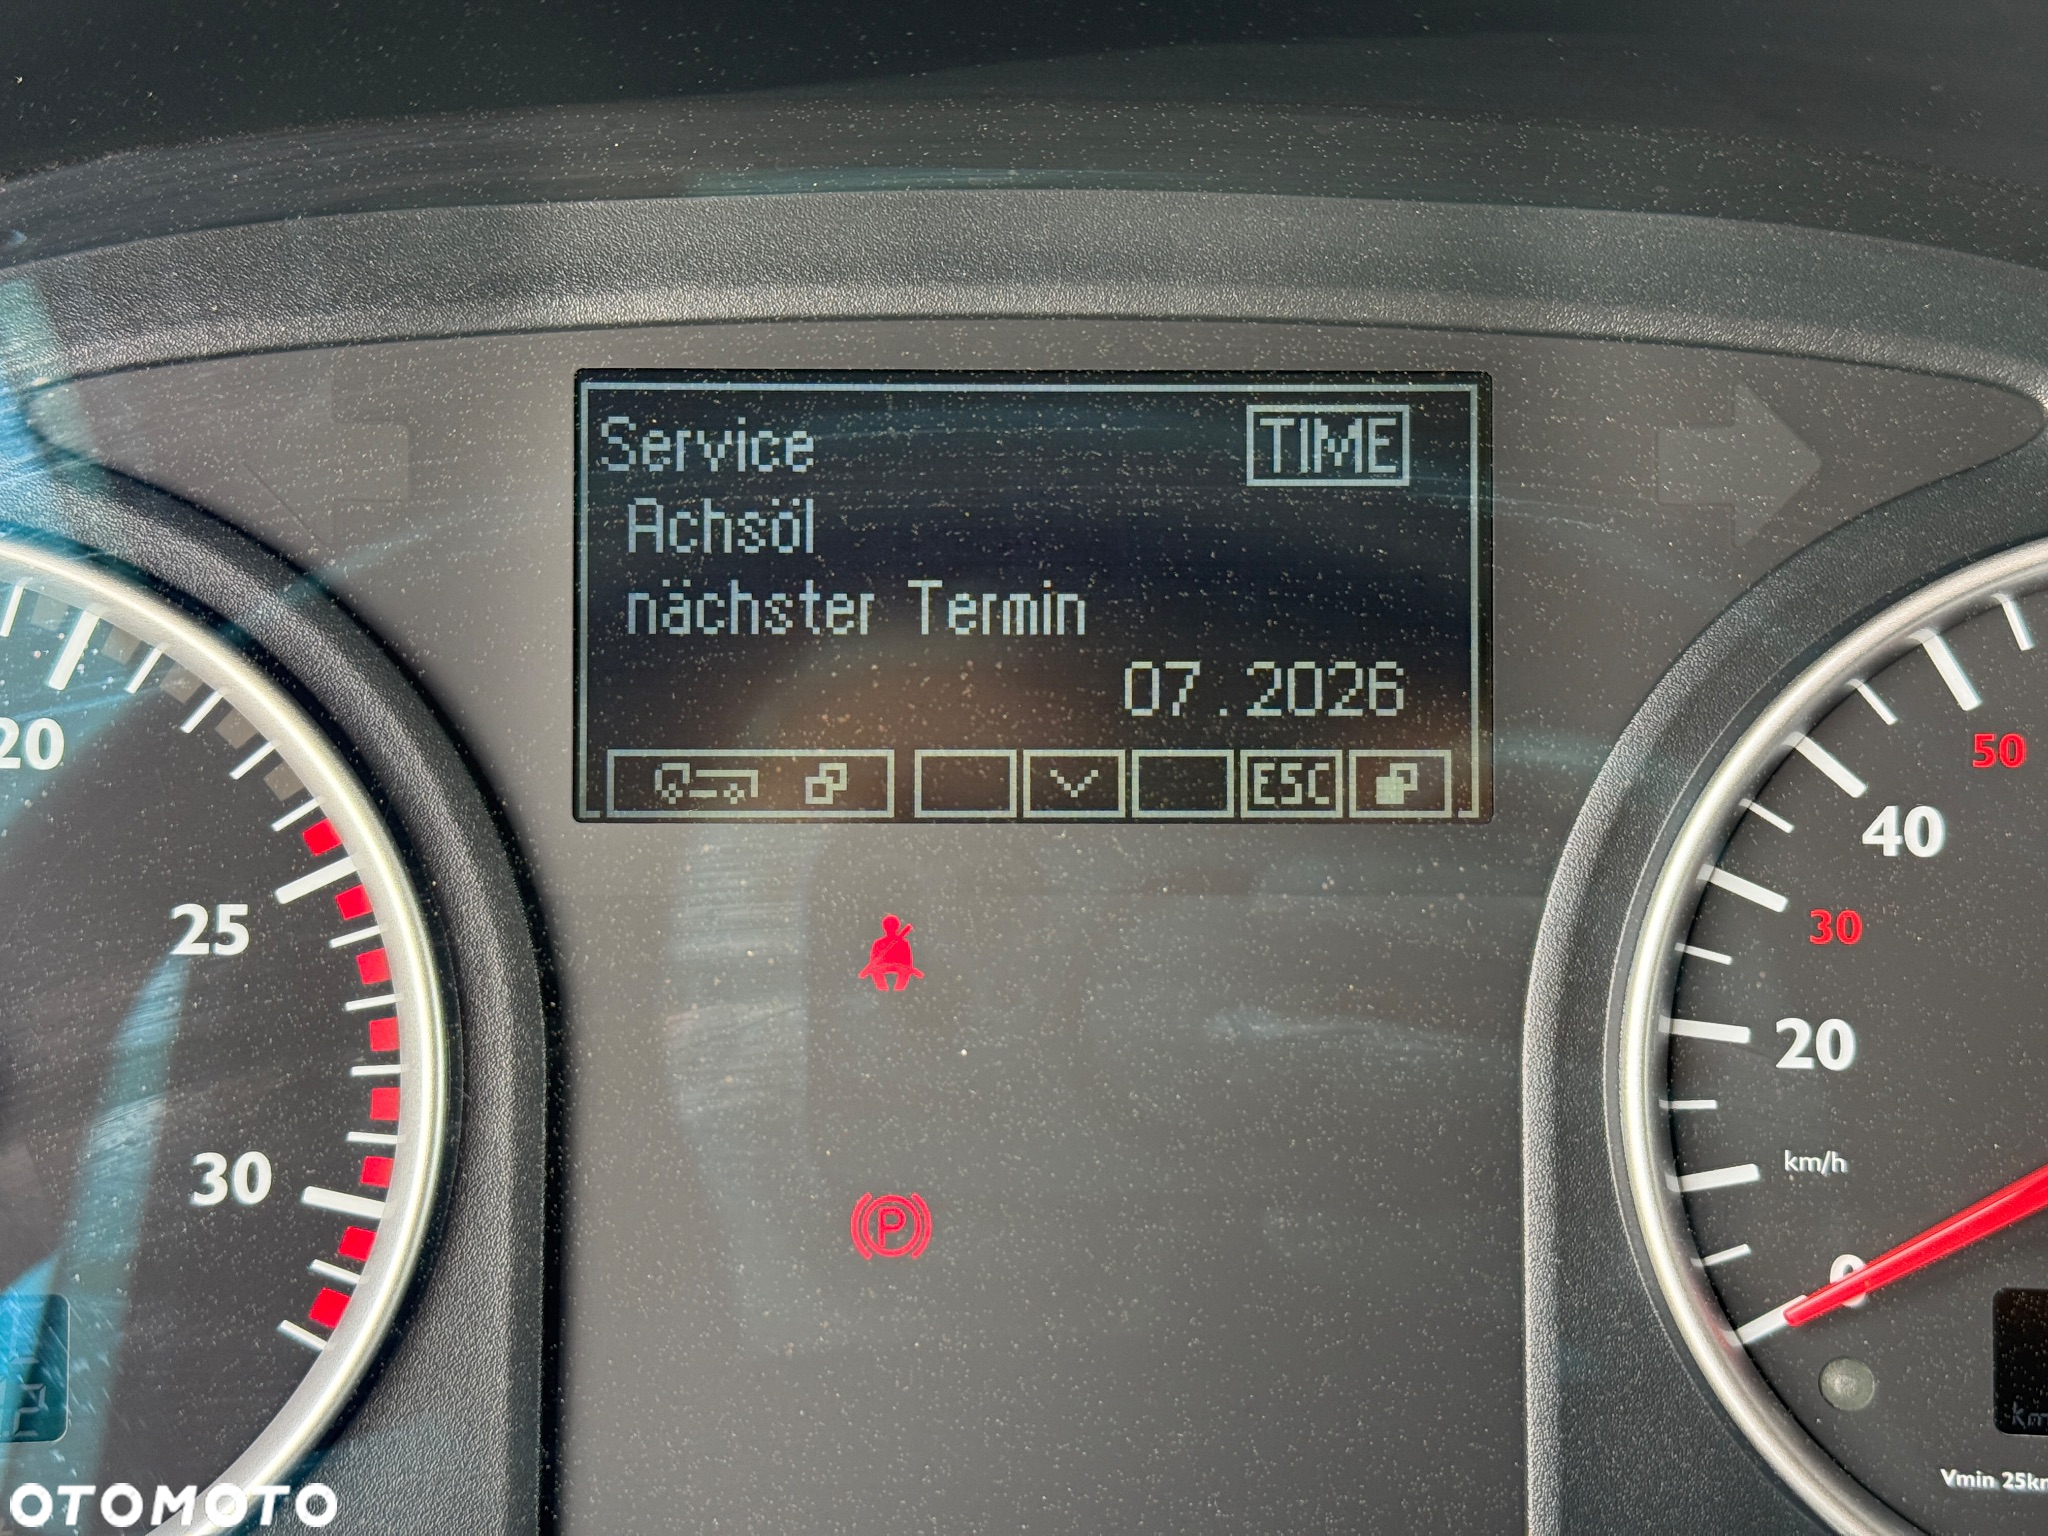 Service TIME
Achsöl
nächster Termin
07.2026
ESC
20
25
30
50
40
30
20
km/h
0
P
km
Vmin 25km
OTOMOTO